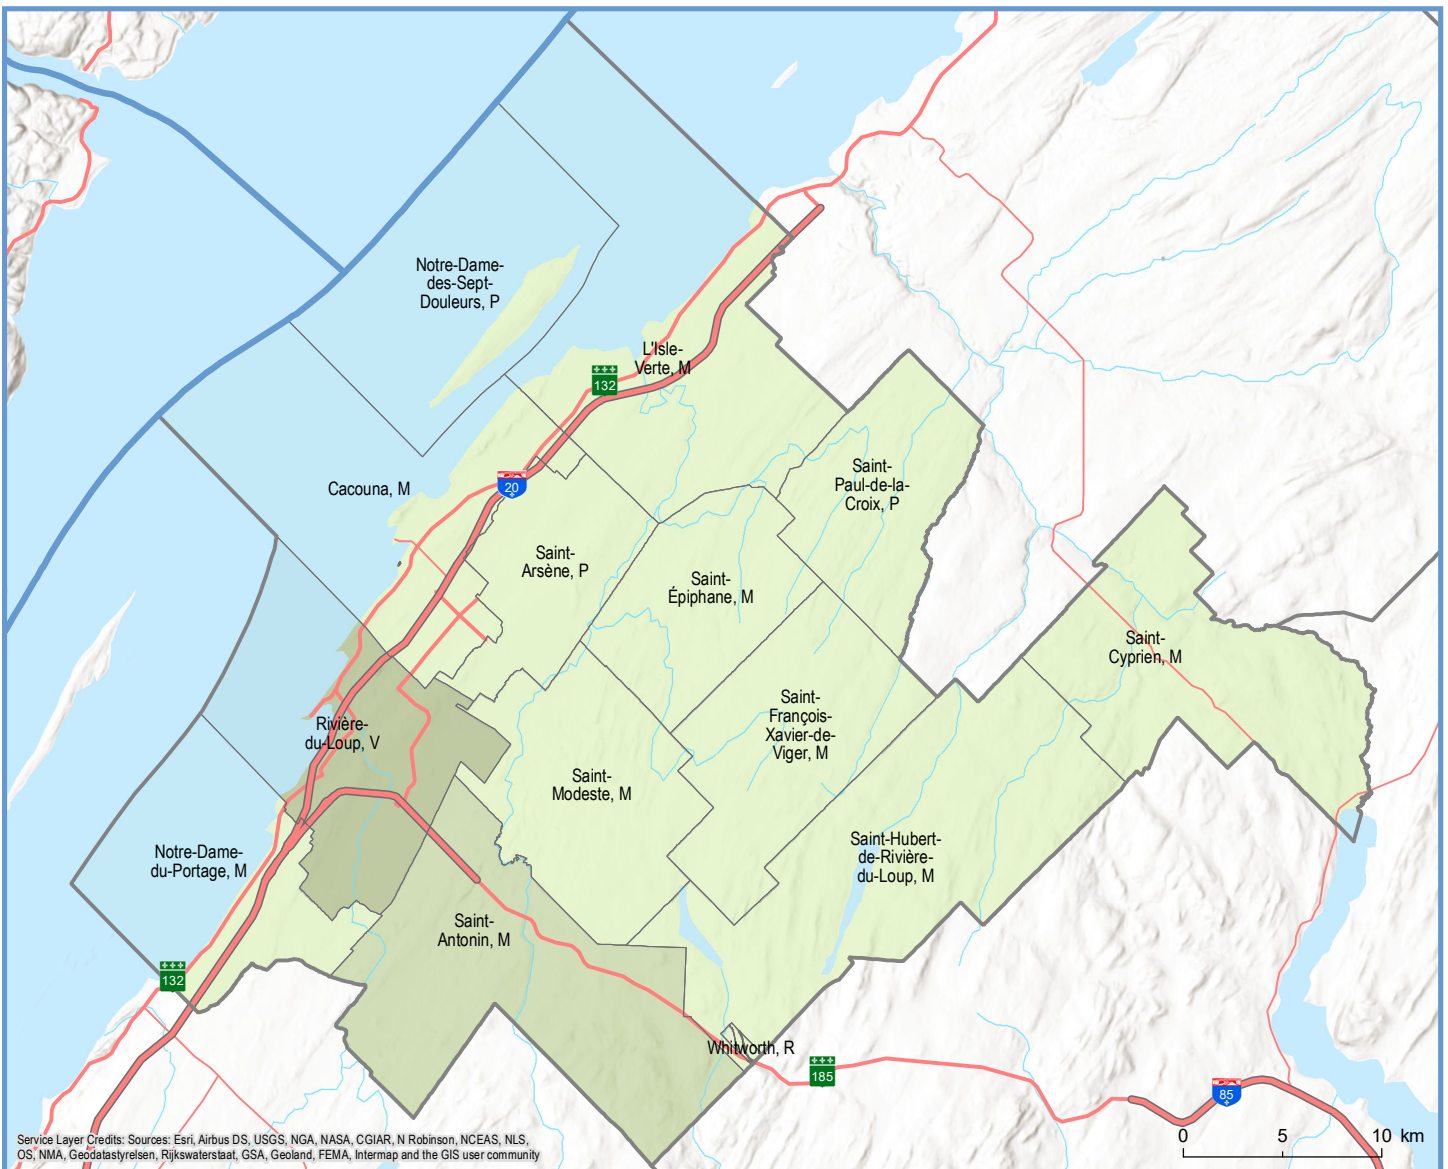 Notre-Dame-
des-Sept-
Douleurs, P
L'Isle-
Verte, M
132
Cacouna, M
20
Saint-
Paul-de-la-
Croix, P
Saint-
Arsène, P
Saint-
Épiphane, M
Saint-
Cyprien, M
Rivière-
du-Loup, V
Saint-
François-
Xavier-de-
Viger, M
Saint-
Modeste, M
Notre-Dame-
du-Portage, M
Saint-Hubert-
de-Rivière-
du-Loup, M
Saint-
Antonin, M
132
Whitworth, R
185
85
0 5 10 km
Service Layer Credits: Sources: Esri, Airbus DS, USGS, NGA, NASA, CGIAR, N Robinson, NCEAS, NLS,
OS, NMA, Geodatastyrelsen, Rijkswaterstaat, GSA, Geoland, FEMA, Intermap and the GIS user community